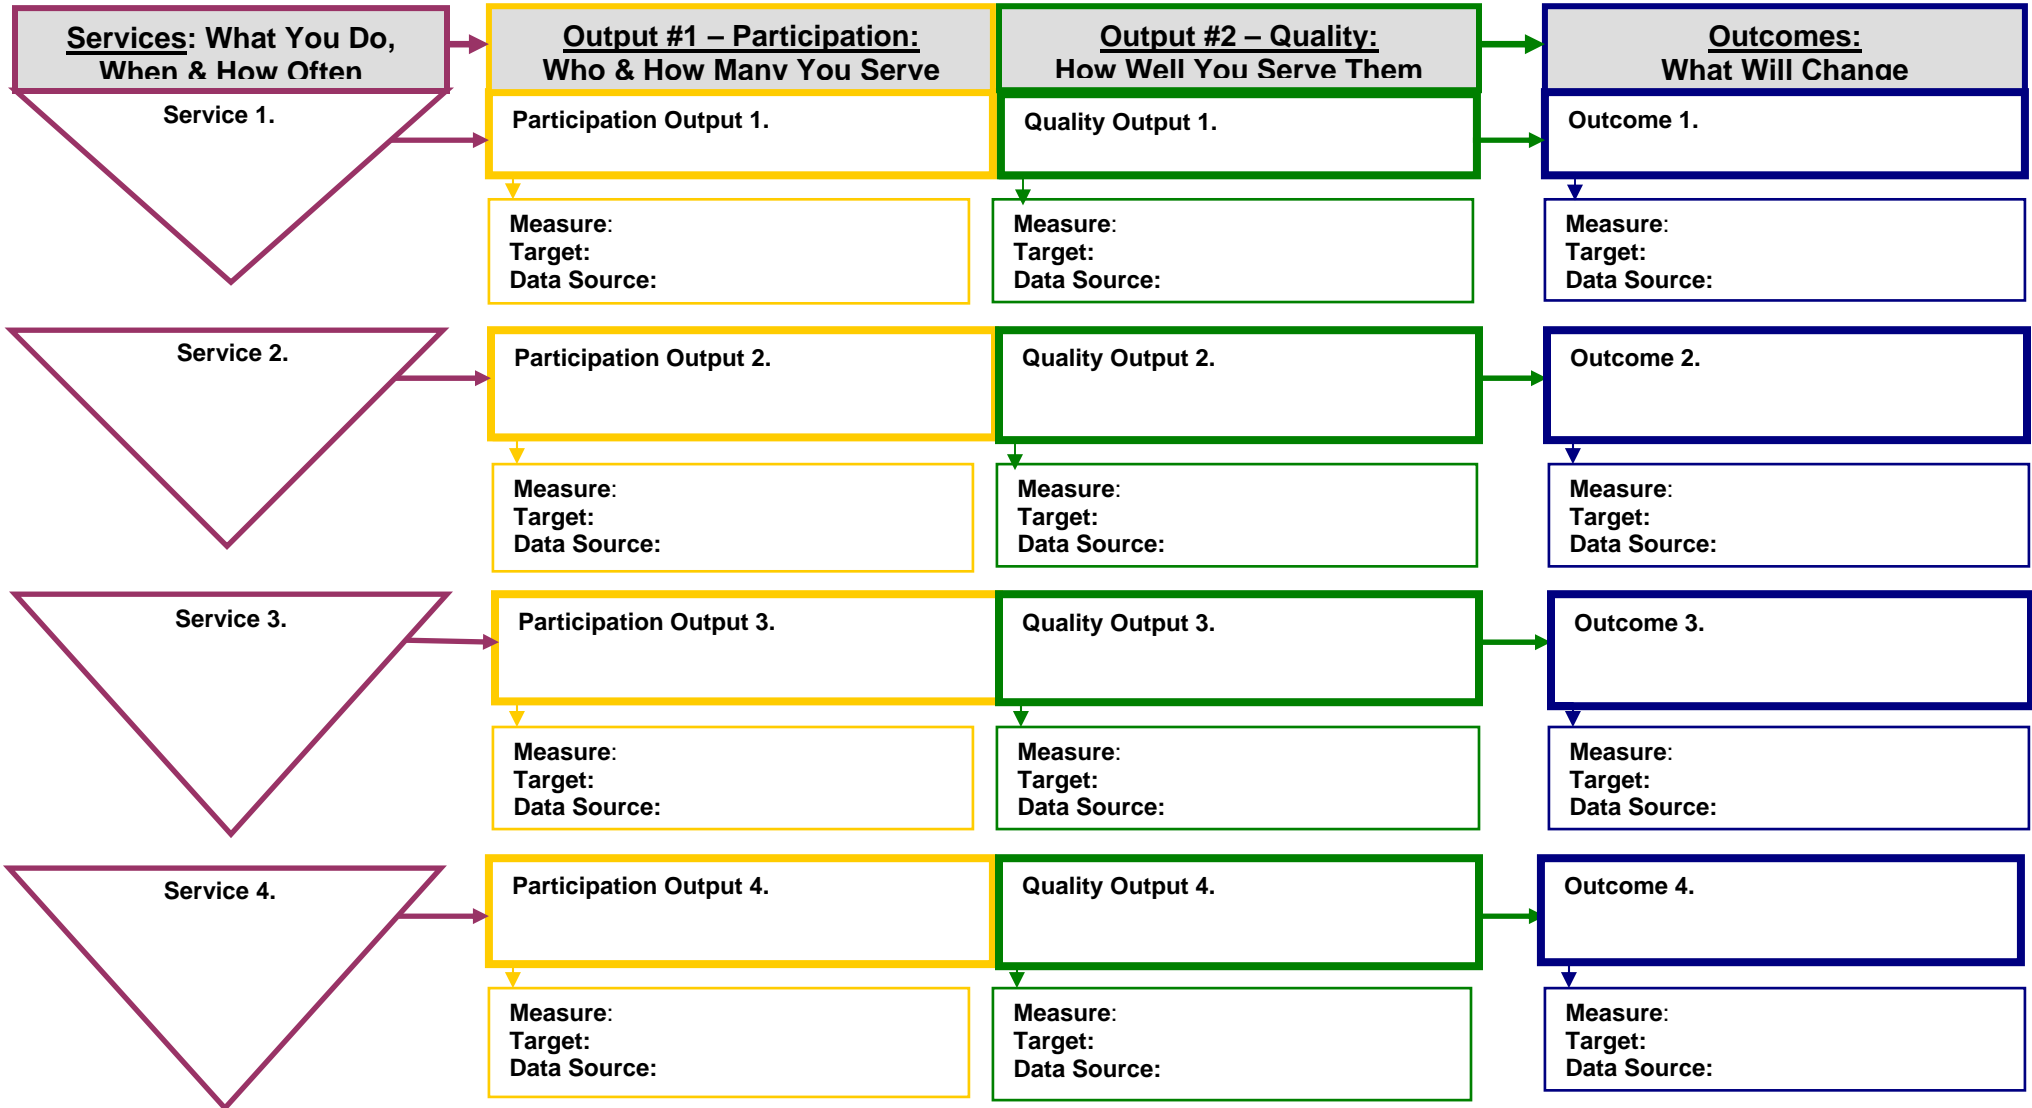 Services: What You Do,
When & How Often
Output #1 – Participation:
Who & How Many You Serve
Output #2 – Quality:
How Well You Serve Them
Outcomes:
What Will Change
Service 1.
Participation Output 1.
Quality Output 1.
Outcome 1.
Measure:
Target:
Data Source:
Measure:
Target:
Data Source:
Measure:
Target:
Data Source:
Service 2.
Participation Output 2.
Quality Output 2.
Outcome 2.
Measure:
Target:
Data Source:
Measure:
Target:
Data Source:
Measure:
Target:
Data Source:
Service 3.
Participation Output 3.
Quality Output 3.
Outcome 3.
Measure:
Target:
Data Source:
Measure:
Target:
Data Source:
Measure:
Target:
Data Source:
Service 4.
Participation Output 4.
Quality Output 4.
Outcome 4.
Measure:
Target:
Data Source:
Measure:
Target:
Data Source:
Measure:
Target:
Data Source: